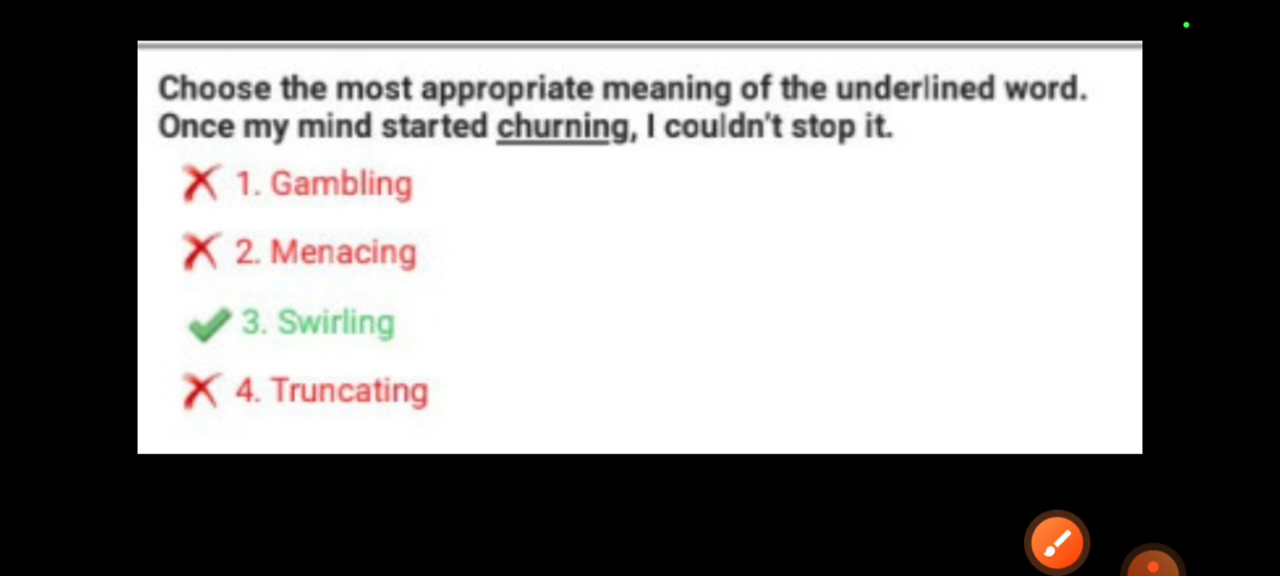 Choose the most appropriate meaning of the underlined word.
Once my mind started churning, I couldn't stop it.
1. Gambling
2. Menacing
3. Swirling
4. Truncating